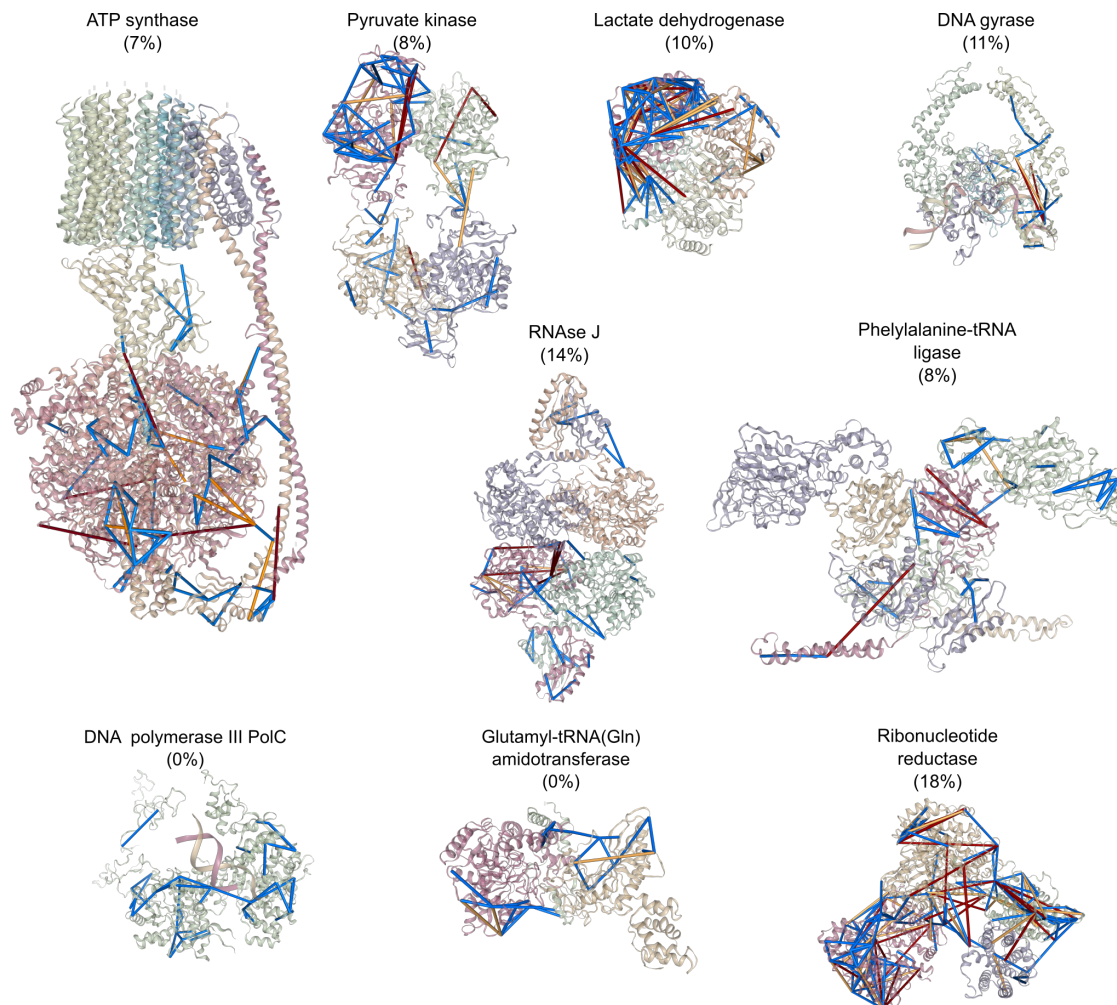 ATP synthase
(7%)
Pyruvate kinase
(8%)
Lactate dehydrogenase
(10%)
DNA gyrase
(11%)
RNAse J
(14%)
Phelylalanine-tRNA
ligase
(8%)
DNA polymerase III PolC
(0%)
Glutamyl-tRNA(Gln)
amidotransferase
(0%)
Ribonucleotide
reductase
(18%)